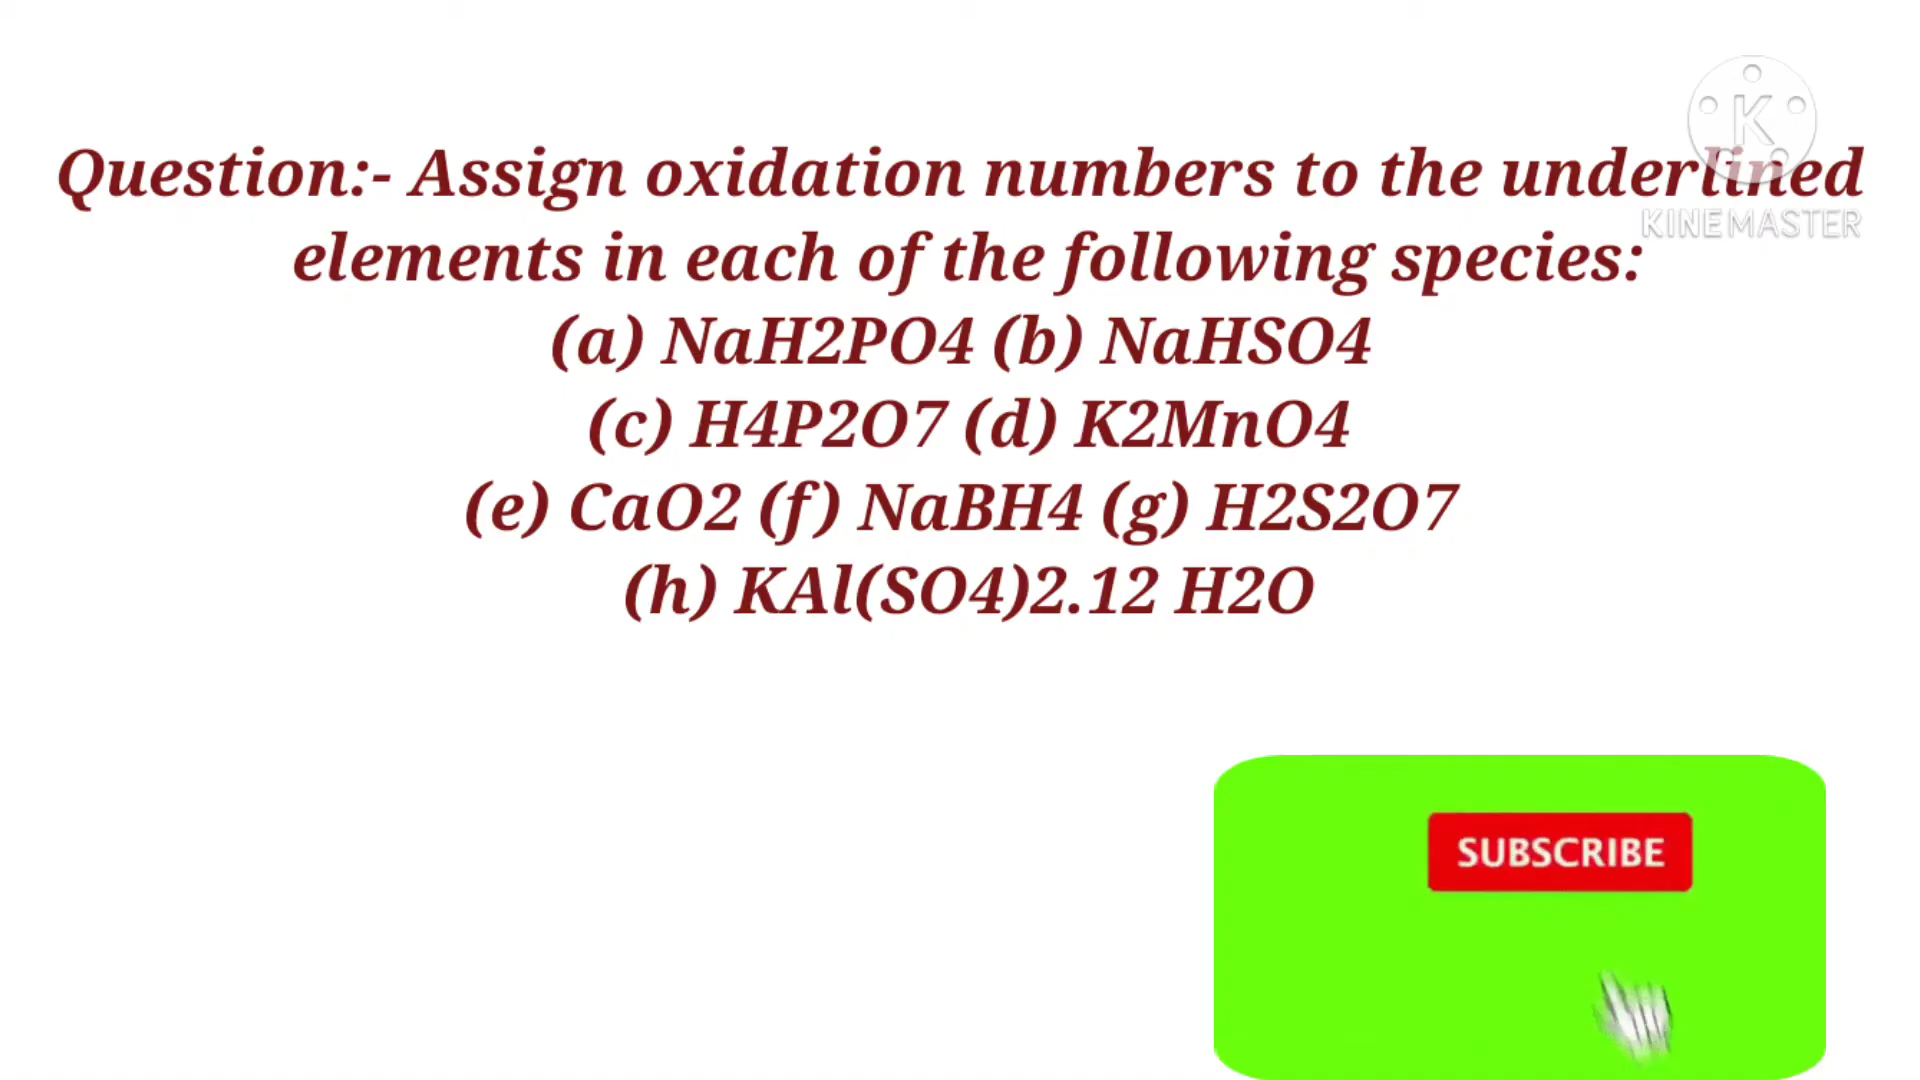 Question:- Assign oxidation numbers to the underlined
elements in each of the following species:
(a) NaH2PO4 (b) NaHSO4
(c) H4P2O7 (d) K2MnO4
(e) CaO2 (f) NaBH4 (g) H2S2O7
(h) KAl(SO4)2.12 H2O
K
KINEMASTER
SUBSCRIBE